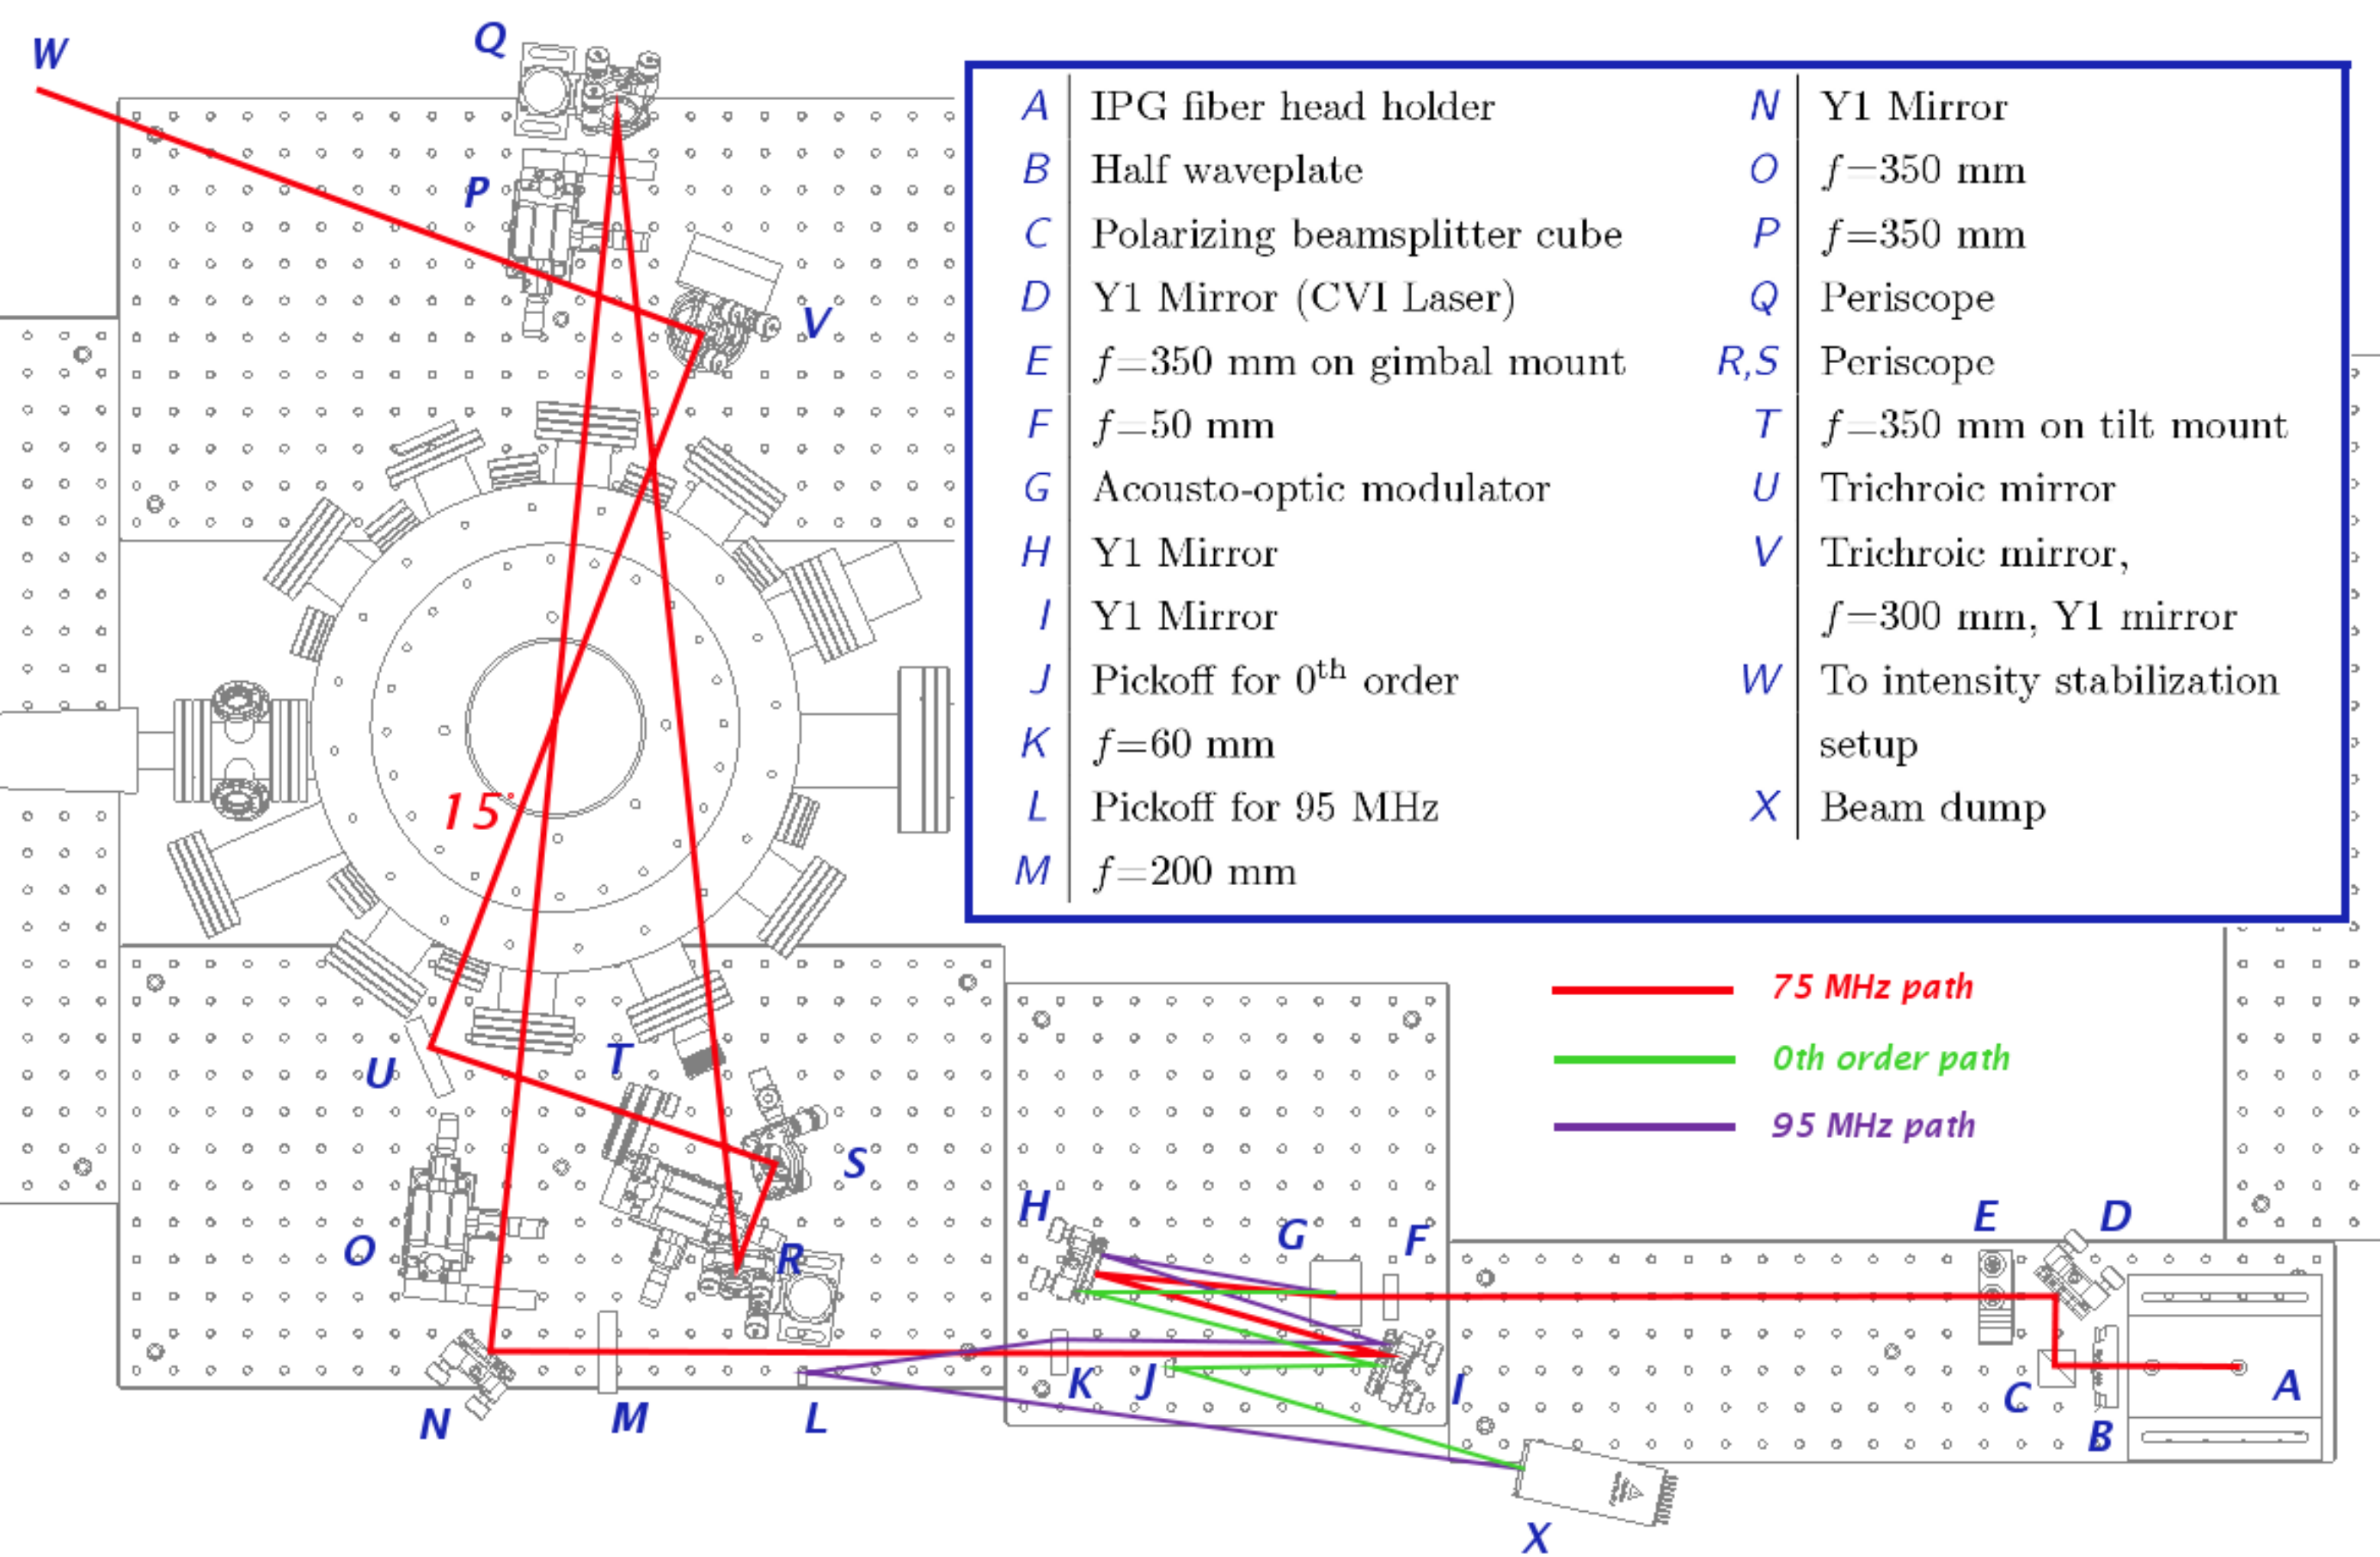 W
Q
P
V
A IPG fiber head holder
B Half waveplate
C Polarizing beamsplitter cube
D Y1 Mirror (CVI Laser)
E f=350 mm on gimbal mount
F f=50 mm
G Acousto-optic modulator
H Y1 Mirror
I Y1 Mirror
J Pickoff for 0th order
K f=60 mm
L Pickoff for 95 MHz
M f=200 mm
N Y1 Mirror
O f=350 mm
P f=350 mm
Q Periscope
R,S Periscope
T f=350 mm on tilt mount
U Trichroic mirror
V Trichroic mirror,
f=300 mm, Y1 mirror
W To intensity stabilization
setup
X Beam dump
15°
75 MHz path
0th order path
95 MHz path
U
T
S
O
R
H
G
F
E
D
N
M
L
K
J
I
C
B
A
X